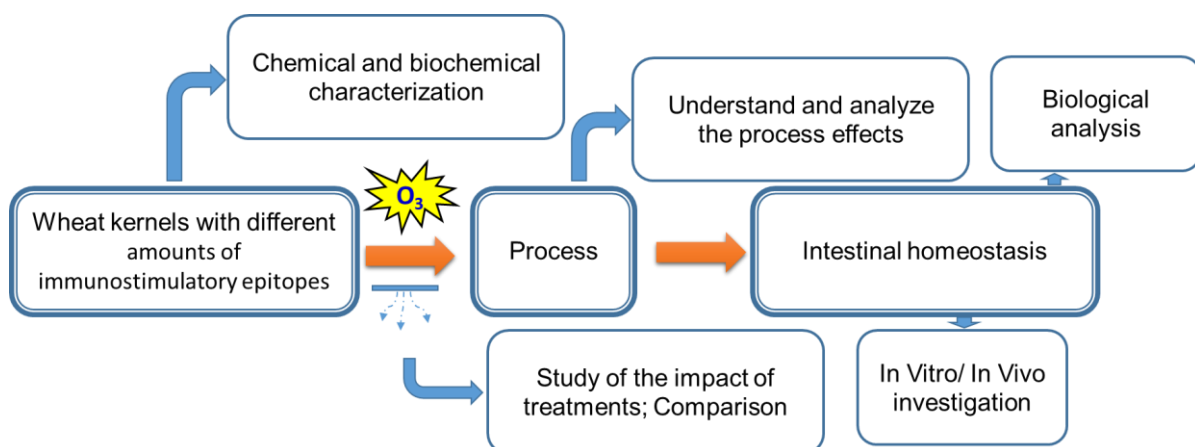 Chemical and biochemical
characterization
Understand and analyze
the process effects
Biological
analysis
Wheat kernels with different
amounts of
immunostimulatory epitopes
O₃
Process
Intestinal homeostasis
Study of the impact of
treatments; Comparison
In Vitro/ In Vivo
investigation